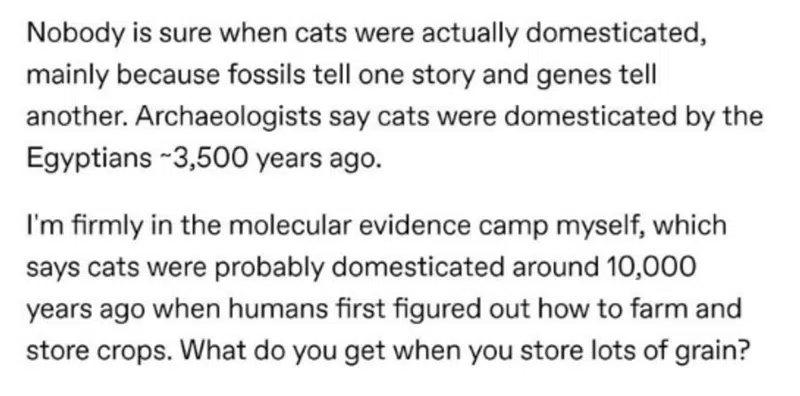 Nobody is sure when cats were actually domesticated,
mainly because fossils tell one story and genes tell
another. Archaeologists say cats were domesticated by the
Egyptians ~3,500 years ago.
I'm firmly in the molecular evidence camp myself, which
says cats were probably domesticated around 10,000
years ago when humans first figured out how to farm and
store crops. What do you get when you store lots of grain?